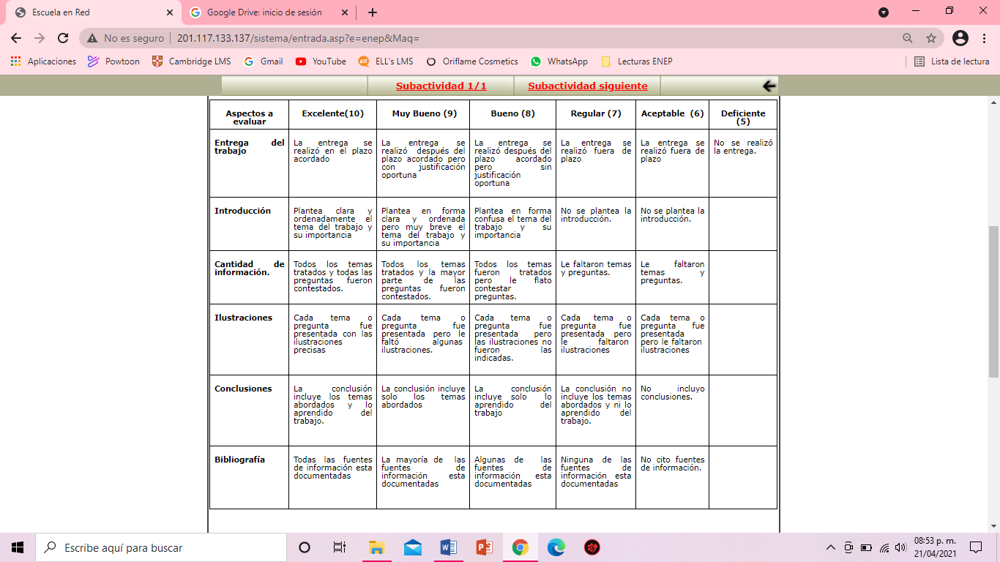 Escuela en Red
Google Drive: inicio de sesión
No es seguro | 201.117.133.137/sistema/entrada.asp?e=enep&Maq=
Aplicaciones Powtoon Cambridge LMS Gmail YouTube ELL's LMS Oriflame Cosmetics WhatsApp Lecturas ENEP Lista de lectura
Subactividad 1/1 Subactividad siguiente
Aspectos a
evaluar
Excelente(10)
Muy Bueno (9)
Bueno (8)
Regular (7)
Aceptable (6)
Deficiente
(5)
Entrega del
trabajo
La entrega se
realizó en el plazo
acordado
La entrega se
realizó después del
plazo acordado pero
con justificación
oportuna
La entrega se
realizó después del
plazo acordado
pero sin
justificación
oportuna
La entrega se
realizó fuera de
plazo
La entrega se
realizó fuera de
plazo
No se realizó
la entrega.
Introducción
Plantea clara y
ordenadamente el
tema del trabajo y
su importancia
Plantea en forma
clara y ordenada
pero muy breve el
tema del trabajo y
su importancia
Plantea en forma
confusa el tema del
trabajo y su
importancia
No se plantea la
introducción.
No se plantea la
introducción.
Cantidad de
información.
Todos los temas
tratados y todas las
preguntas fueron
contestados.
Todos los temas
tratados y la mayor
parte de las
preguntas fueron
contestados.
Todos los temas
fueron tratados
pero le flato
contestar
preguntas.
Le faltaron temas
y preguntas.
Le faltaron
temas y
preguntas.
Ilustraciones
Cada tema o
pregunta fue
presentada con las
ilustraciones
precisas
Cada tema o
pregunta fue
presentada pero le
faltó algunas
ilustraciones.
Cada tema o
pregunta fue
presentada pero
las ilustraciones no
fueron las
indicadas.
Cada tema o
pregunta fue
presentada pero
le faltaron
ilustraciones
Cada tema o
pregunta fue
presentada
pero le faltaron
ilustraciones
Conclusiones
La conclusión
incluye los temas
abordados y lo
aprendido del
trabajo.
La conclusión incluye
solo los temas
abordados
La conclusión
incluye solo lo
aprendido del
trabajo
La conclusión no
incluye los temas
abordados y ni lo
aprendido del
trabajo.
No incluyo
conclusiones.
Bibliografía
Todas las fuentes
de información esta
documentadas
La mayoría de las
fuentes de
información esta
documentadas
Algunas de las
fuentes de
información esta
documentadas
Ninguna de las
fuentes de
información esta
documentadas
No cito fuentes
de información.
Escribe aquí para buscar
08:53 p. m.
21/04/2021